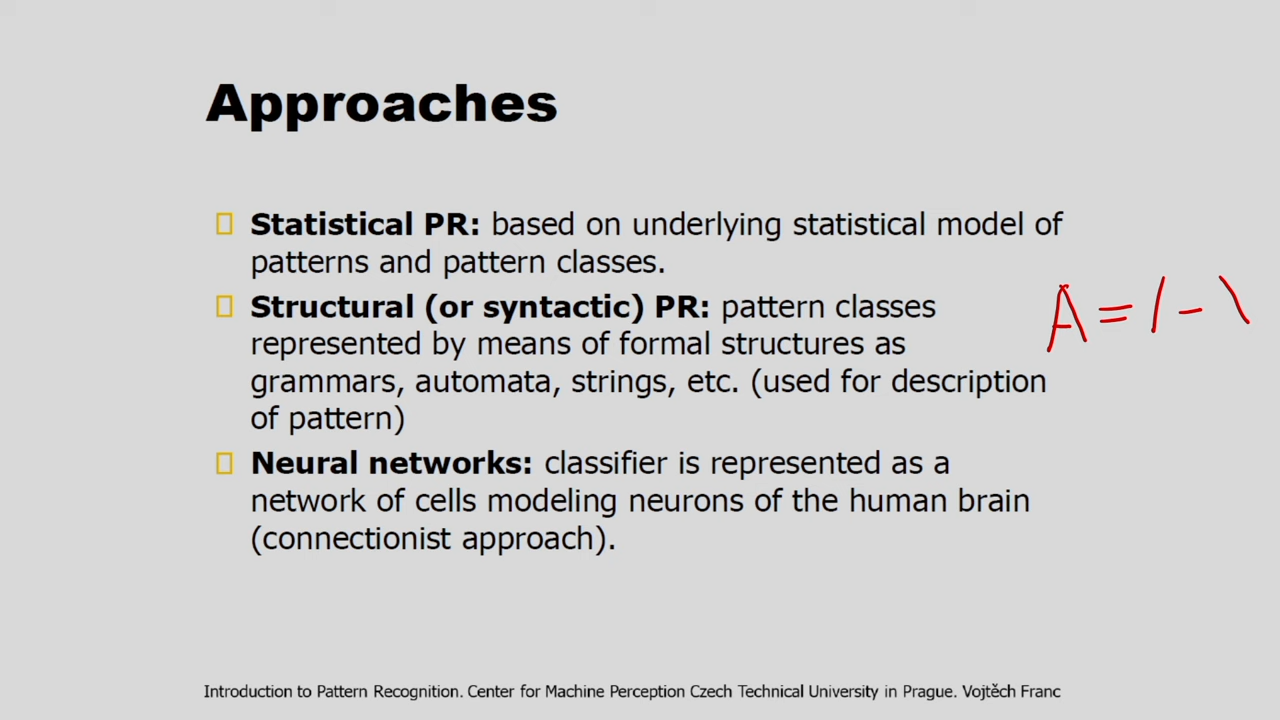 Approaches
Statistical PR: based on underlying statistical model of
patterns and pattern classes.
Structural (or syntactic) PR: pattern classes
represented by means of formal structures as
grammars, automata, strings, etc. (used for description
of pattern)
A = / - \
Neural networks: classifier is represented as a
network of cells modeling neurons of the human brain
(connectionist approach).
Introduction to Pattern Recognition. Center for Machine Perception Czech Technical University in Prague. Vojtěch Franc